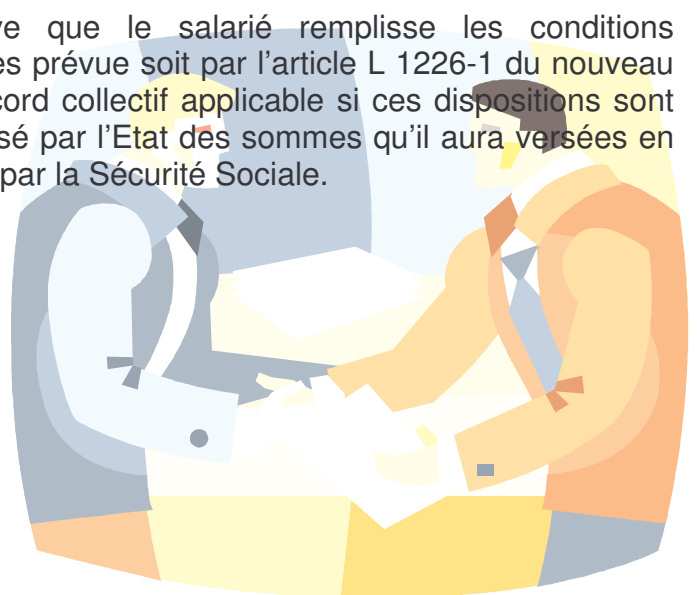 ve que le salarié remplisse les conditions
es prévue soit par l'article L 1226-1 du nouveau
cord collectif applicable si ces dispositions sont
sé par l'Etat des sommes qu'il aura versées en
par la Sécurité Sociale.